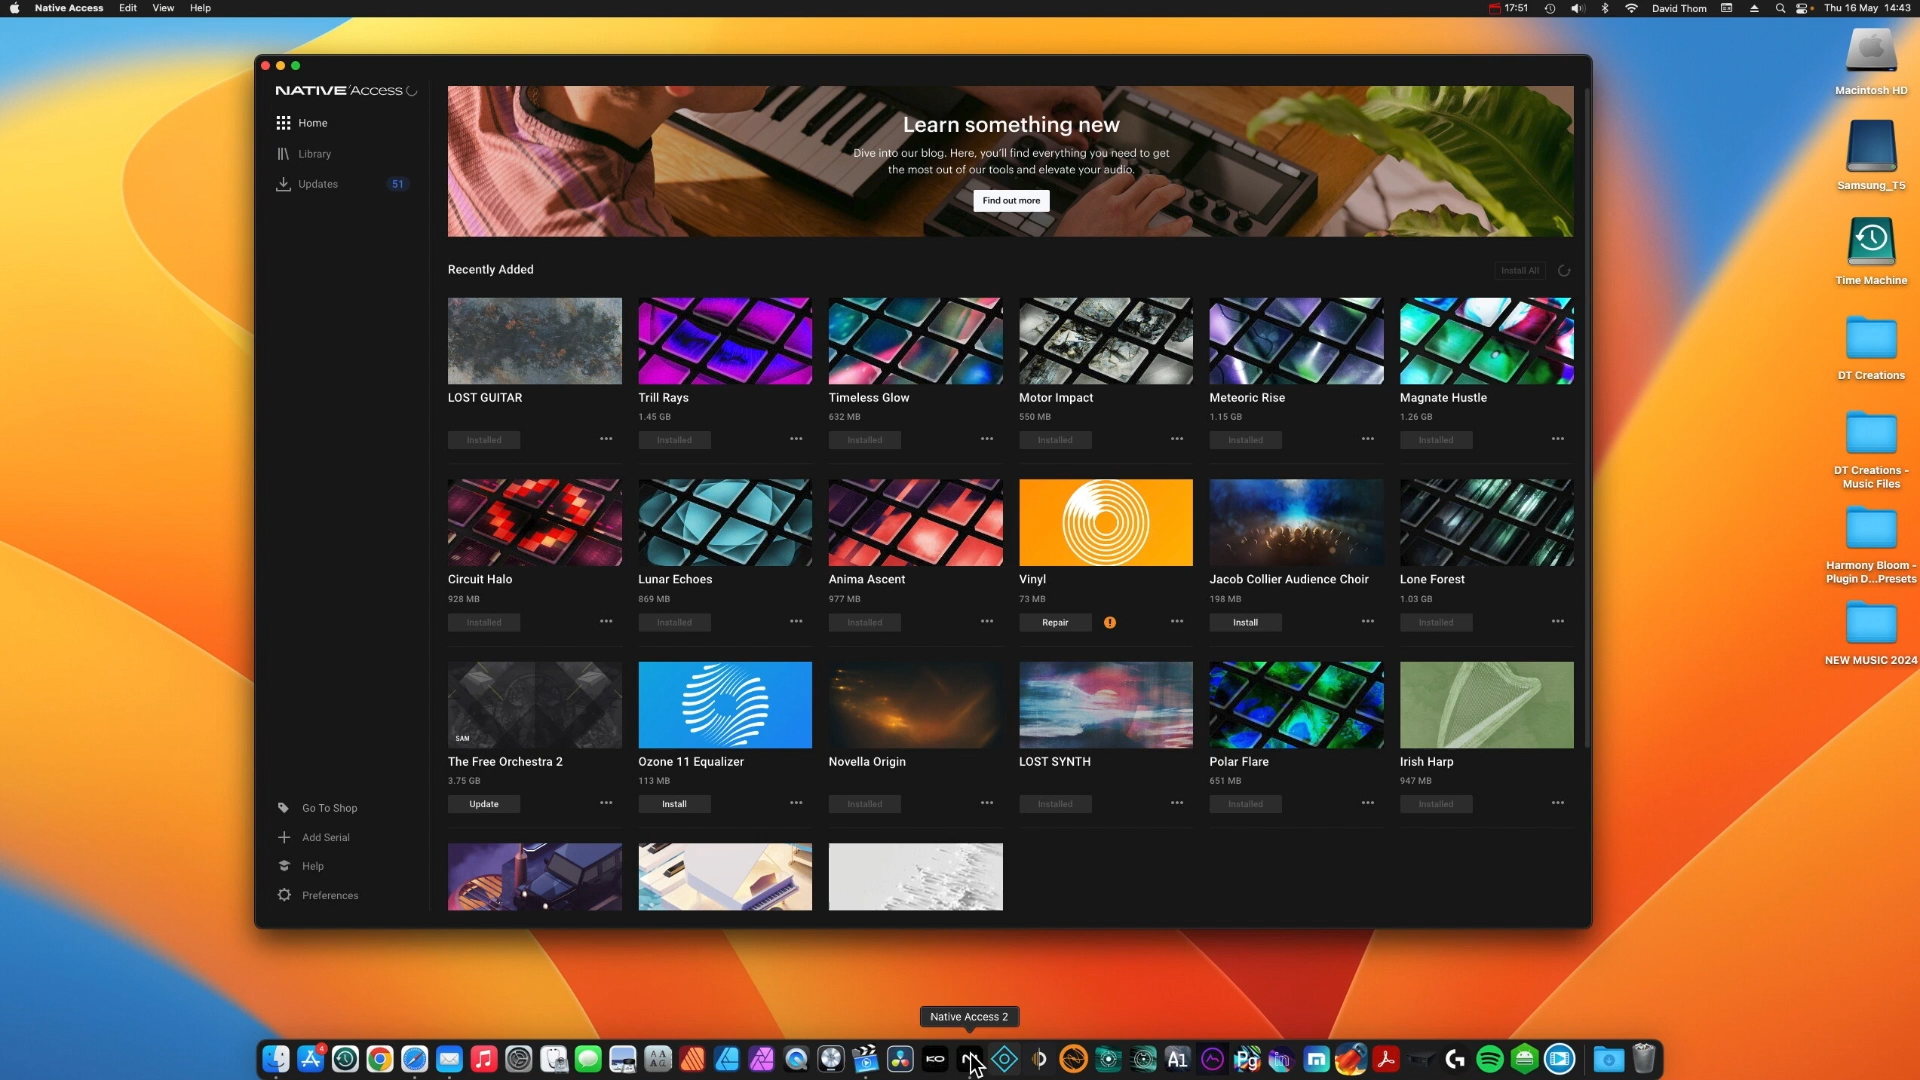 Native Access Edit View Help
17:51 David Thom Thu 16 May 14:43
NATIVE Access
Home
Library
Updates 51
Go To Shop
Add Serial
Help
Preferences
Learn something new
Dive into our blog. Here, you'll find everything you need to get
the most out of our tools and elevate your audio.
Find out more
Recently Added
Install All
LOST GUITAR
Installed
Trill Rays
1.45 GB
Installed
Timeless Glow
632 MB
Installed
Motor Impact
550 MB
Installed
Meteoric Rise
1.15 GB
Installed
Magnate Hustle
1.26 GB
Installed
Circuit Halo
928 MB
Installed
Lunar Echoes
869 MB
Installed
Anima Ascent
977 MB
Installed
Vinyl
73 MB
Repair
Jacob Collier Audience Choir
198 MB
Install
Lone Forest
1.03 GB
Installed
SAM
The Free Orchestra 2
3.75 GB
Update
Ozone 11 Equalizer
113 MB
Install
Novella Origin
Installed
LOST SYNTH
Installed
Polar Flare
651 MB
Installed
Irish Harp
947 MB
Installed
Macintosh HD
Samsung_T5
Time Machine
DT Creations
DT Creations -
Music Files
Harmony Bloom -
Plugin D...Presets
NEW MUSIC 2024
Native Access 2
4
KO
A1
Pg